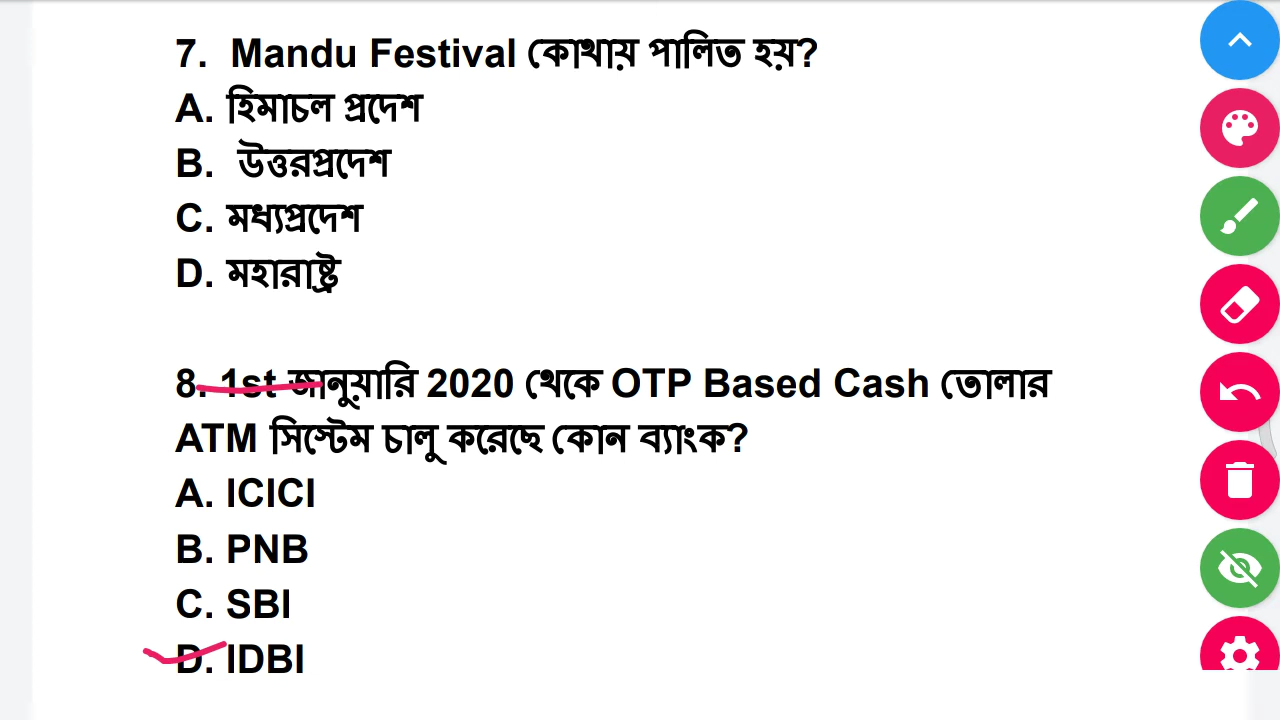 7. Mandu Festival কোথায় পালিত হয়?
A. হিমাচল প্রদেশ
B. উত্তরপ্রদেশ
C. মধ্যপ্রদেশ
D. মহারাষ্ট্র
8. 1st জানুয়ারি 2020 থেকে OTP Based Cash তোলার
ATM সিস্টেম চালু করেছে কোন ব্যাংক?
A. ICICI
B. PNB
C. SBI
D. IDBI